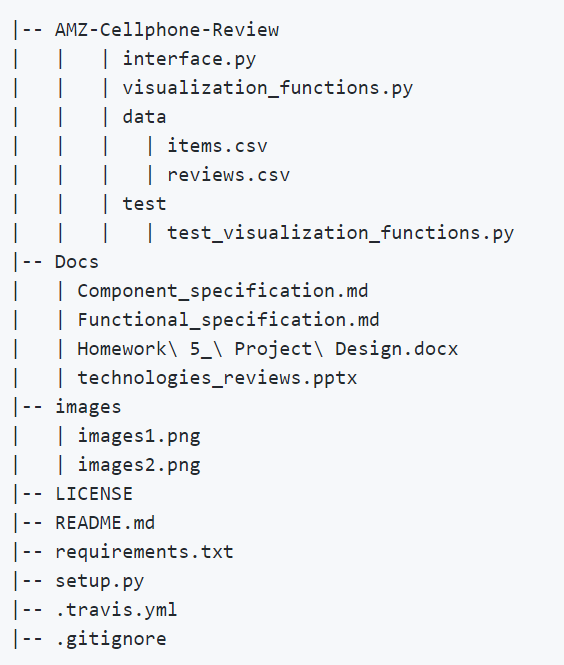 |-- AMZ-Cellphone-Review
|   |   | interface.py
|   |   | visualization_functions.py
|   |   | data
|   |   |   | items.csv
|   |   |   | reviews.csv
|   |   | test
|   |   |   | test_visualization_functions.py
|-- Docs
|   | Component_specification.md
|   | Functional_specification.md
|   | Homework\ 5_\ Project\ Design.docx
|   | technologies_reviews.pptx
|-- images
|   | images1.png
|   | images2.png
|-- LICENSE
|-- README.md
|-- requirements.txt
|-- setup.py
|-- .travis.yml
|-- .gitignore